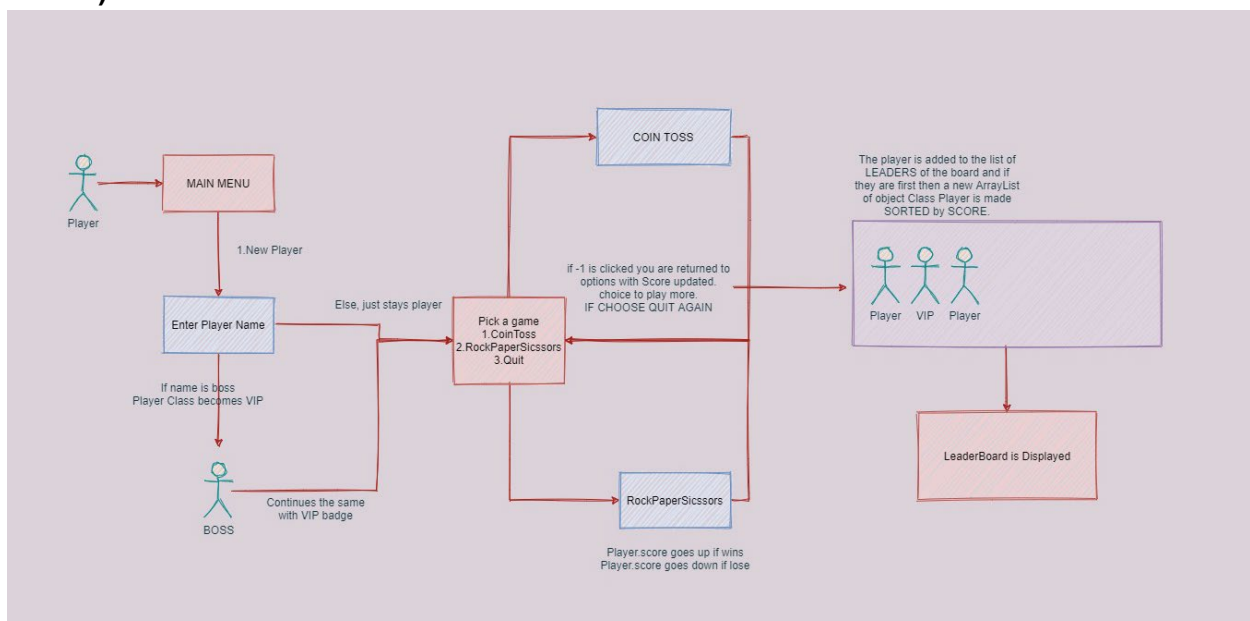 MAIN MENU
Player
1.New Player
Enter Player Name
If name is boss
Player Class becomes VIP
BOSS
Else, just stays player
Continues the same
with VIP badge
Pick a game
1.CoinToss
2.RockPaperSicssors
3.Quit
COIN TOSS
if -1 is clicked you are returned to
options with Score updated.
choice to play more.
IF CHOOSE QUIT AGAIN
RockPaperSicssors
Player.score goes up if wins
Player.score goes down if lose
The player is added to the list of
LEADERS of the board and if
they are first then a new ArrayList
of object Class Player is made
SORTED by SCORE.
Player VIP Player
LeaderBoard is Displayed